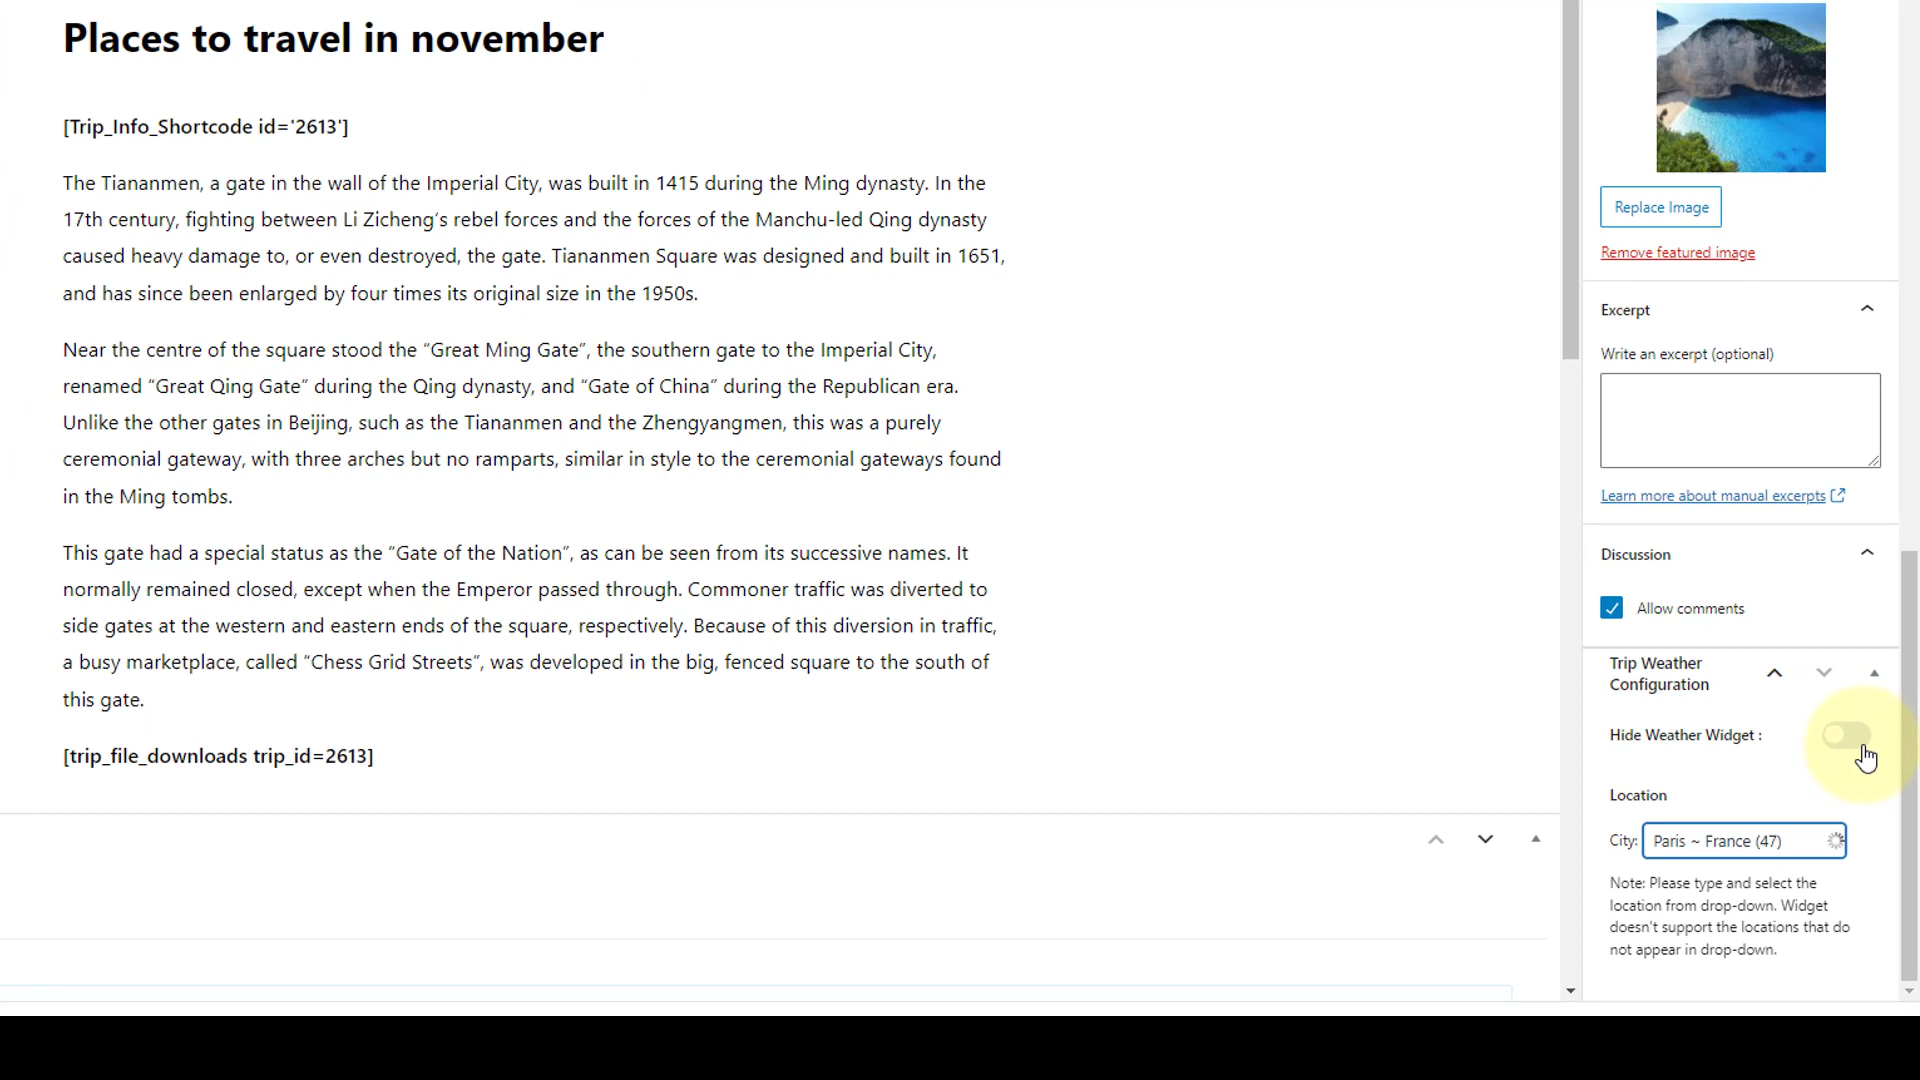 Places to travel in november
[Trip_Info_Shortcode id='2613']
The Tiananmen, a gate in the wall of the Imperial City, was built in 1415 during the Ming dynasty. In the
17th century, fighting between Li Zicheng's rebel forces and the forces of the Manchu-led Qing dynasty
caused heavy damage to, or even destroyed, the gate. Tiananmen Square was designed and built in 1651,
and has since been enlarged by four times its original size in the 1950s.
Near the centre of the square stood the “Great Ming Gate”, the southern gate to the Imperial City,
renamed “Great Qing Gate” during the Qing dynasty, and “Gate of China” during the Republican era.
Unlike the other gates in Beijing, such as the Tiananmen and the Zhengyangmen, this was a purely
ceremonial gateway, with three arches but no ramparts, similar in style to the ceremonial gateways found
in the Ming tombs.
This gate had a special status as the “Gate of the Nation”, as can be seen from its successive names. It
normally remained closed, except when the Emperor passed through. Commoner traffic was diverted to
side gates at the western and eastern ends of the square, respectively. Because of this diversion in traffic,
a busy marketplace, called “Chess Grid Streets”, was developed in the big, fenced square to the south of
this gate.
[trip_file_downloads trip_id=2613]
Replace Image
Remove featured image
Excerpt
Write an excerpt (optional)
Learn more about manual excerpts
Discussion
Allow comments
Trip Weather
Configuration
Hide Weather Widget :
Location
City: Paris ~ France (47)
Note: Please type and select the
location from drop-down. Widget
doesn't support the locations that do
not appear in drop-down.